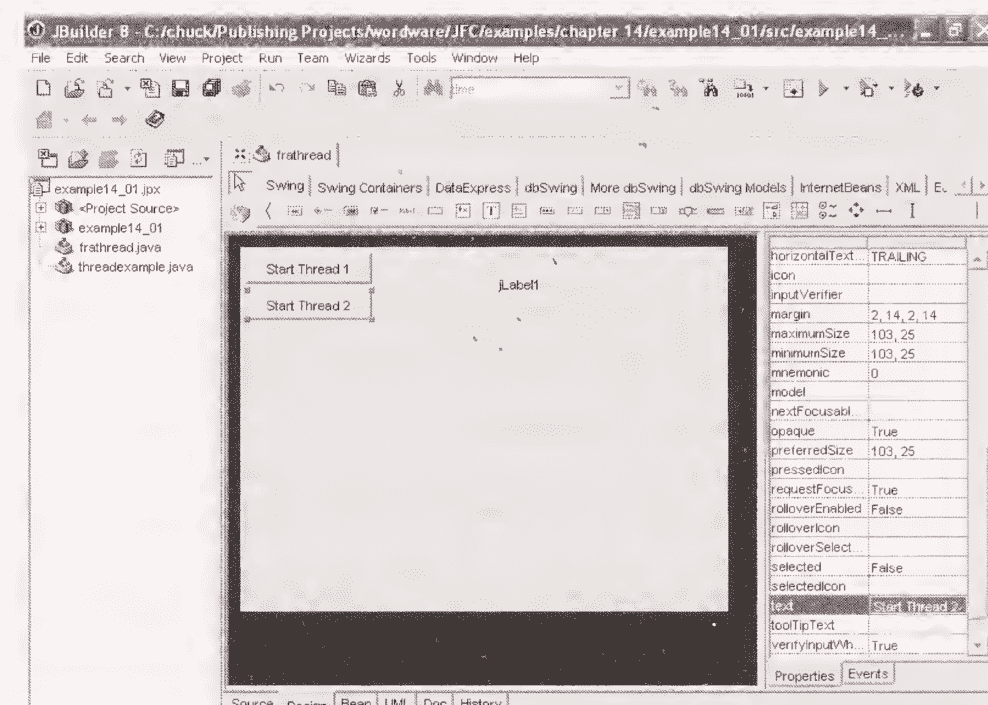 JBuilder 8 - C:/chuck/Publishing Projects/wordware/JFC/examples/chapter 14/example14_01/src/example14_...
File Edit Search View Project Run Team Wizards Tools Window Help
time
frathread
example14_01.jpx
<Project Source>
example14_01
frathread.java
threadexample.java
Swing Swing Containers DataExpress dbSwing More dbSwing dbSwing Models InternetBeans XML E.
Start Thread 1
Start Thread 2
jLabel1
horizontalText... TRAILING
icon
inputVerifier
margin 2, 14, 2, 14
maximumSize 103, 25
minimumSize 103, 25
mnemonic 0
model
nextFocusabl...
opaque True
preferredSize 103, 25
pressedIcon
requestFocus... True
rolloverEnabled False
rolloverIcon
rolloverSelect...
selected False
selectedIcon
text Start Thread 2
toolTipText
verifyInputWh... True
Properties Events
Source Design Bean UML Doc History